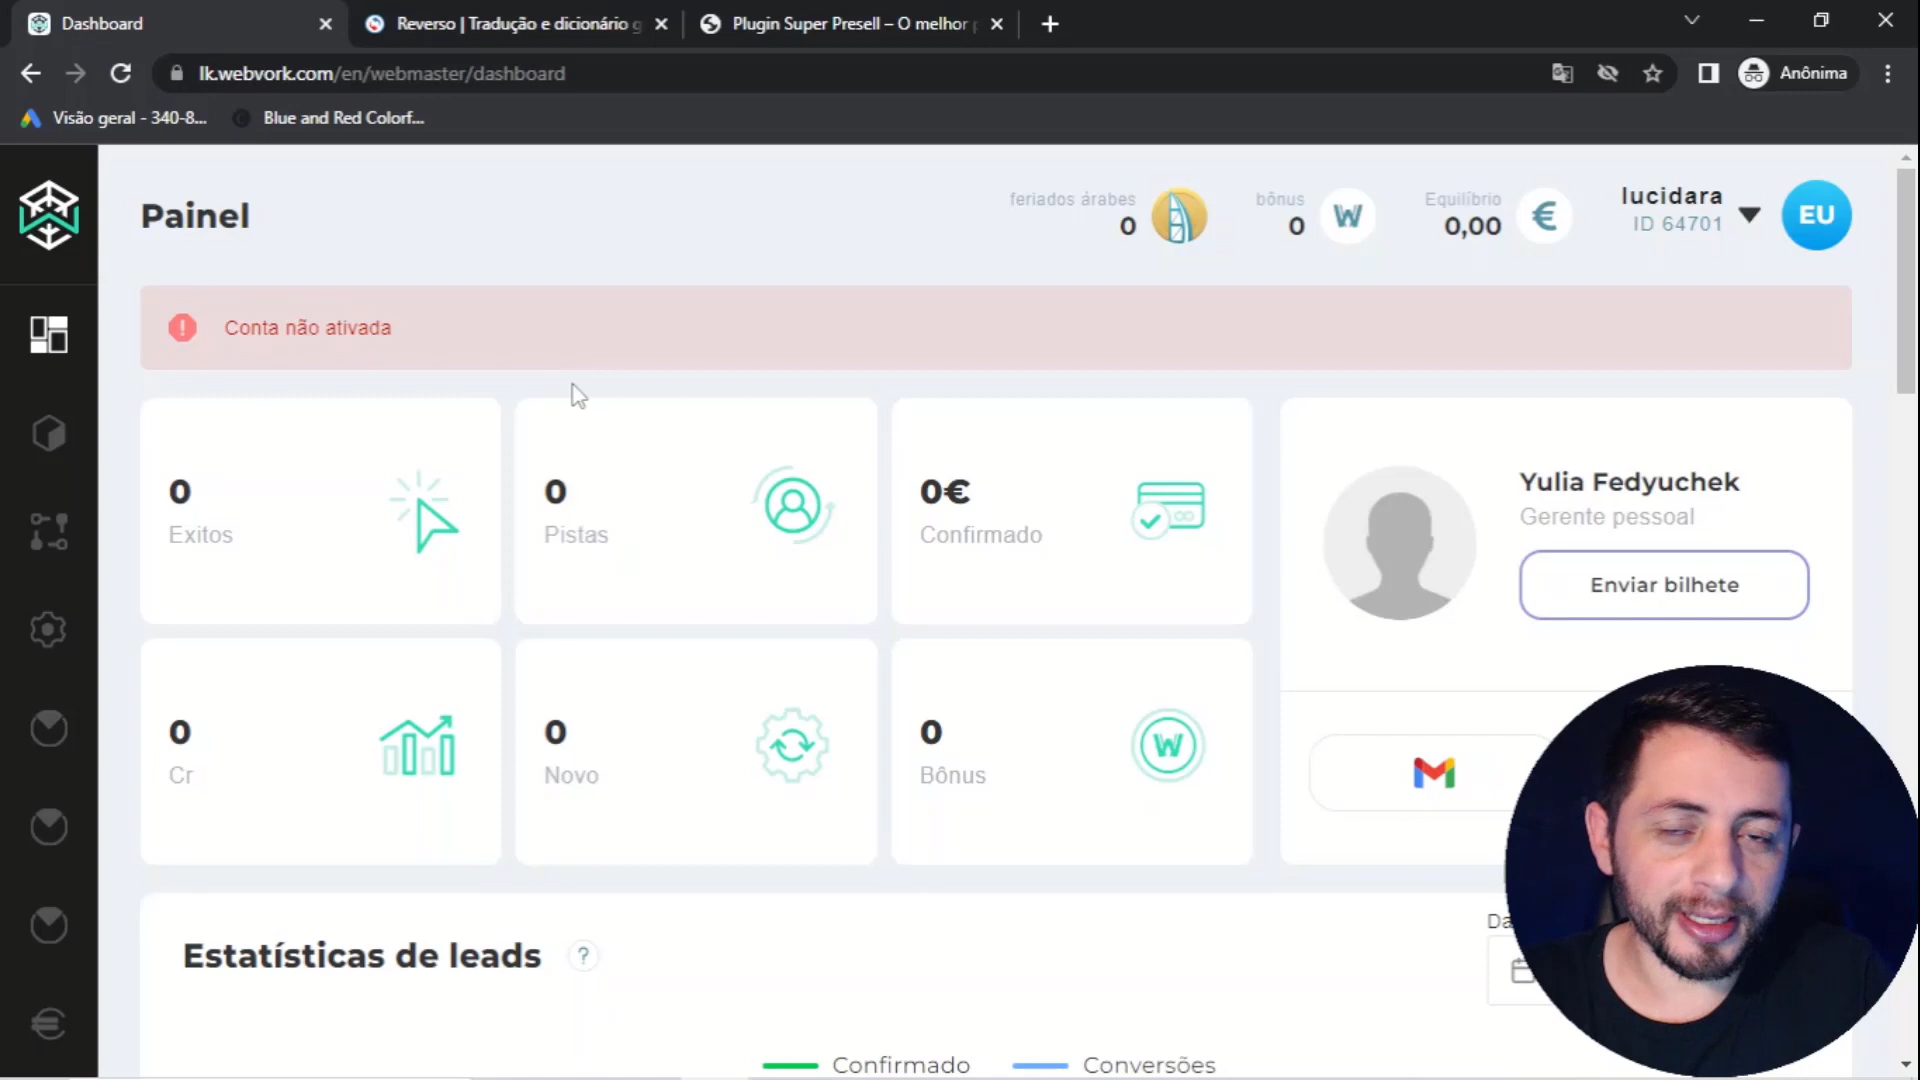 Dashboard
Reverso | Tradução e dicionário g
Plugin Super Presell – O melhor p
lk.webvork.com/en/webmaster/dashboard
Anônima
Visão geral - 340-8...
Blue and Red Colorf...
Painel
feriados árabes
0
bônus
0
W
Equilíbrio
0,00
€
lucidara
ID 64701
EU
Conta não ativada
0
Exitos
0
Pistas
0€
Confirmado
Yulia Fedyuchek
Gerente pessoal
Enviar bilhete
0
Cr
0
Novo
0
Bônus
W
Estatísticas de leads
?
Confirmado
Conversões